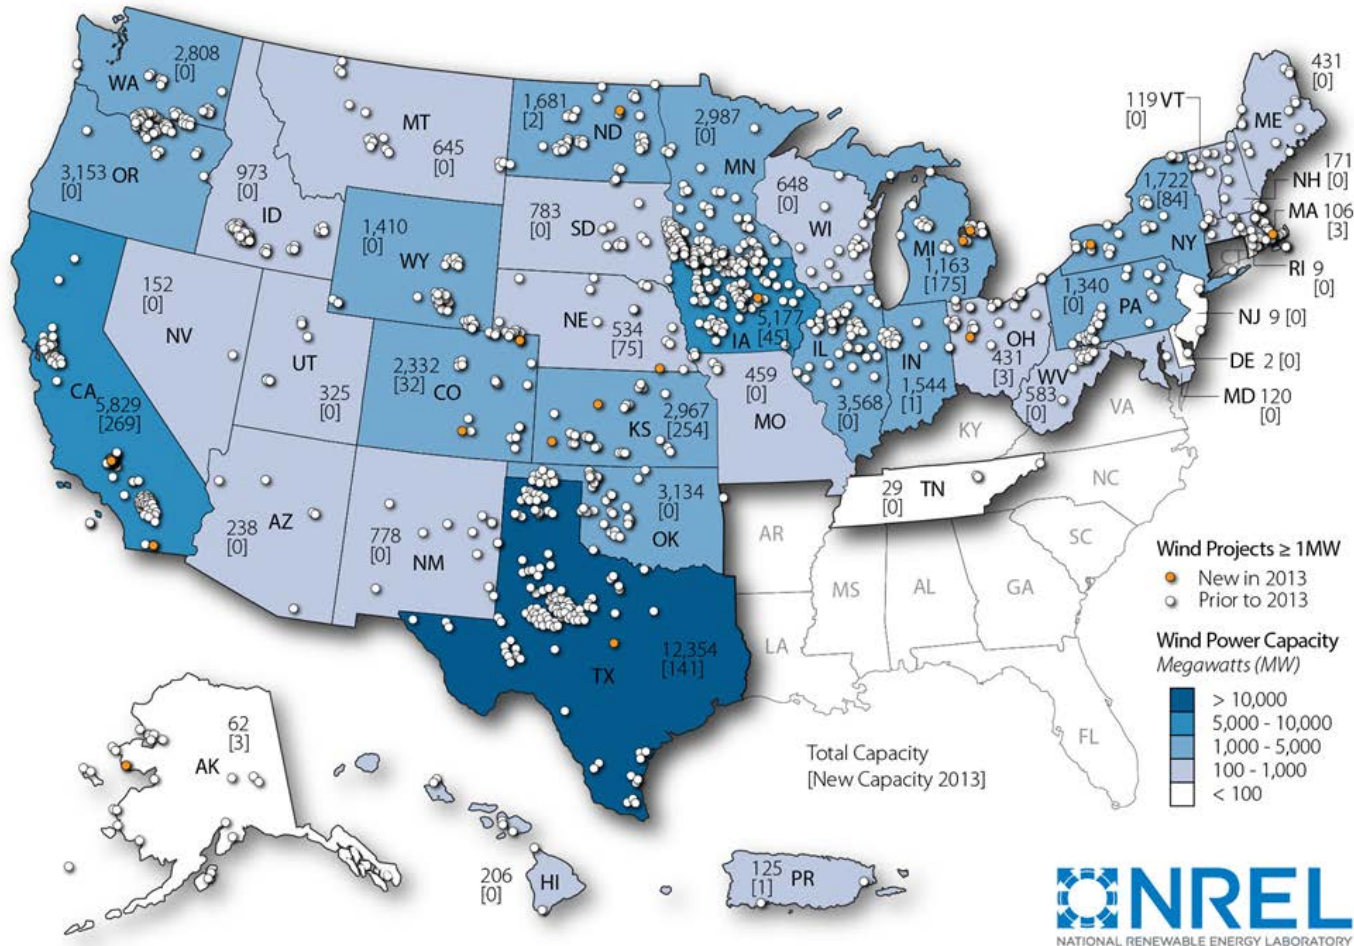 WA
2,808
[0]
3,153 OR
[0]
MT
645
[0]
973
[0]
ID
1,681
[2]
ND
2,987
[0]
MN
783
[0]
SD
648
[0]
WI
1,410
[0]
WY
MI
1,163
[175]
119 VT
[0]
431
[0]
ME
171
[0]
NH
MA 106
[3]
1,722
[84]
NY
RI 9
[0]
1,340
[0]
PA
NJ 9 [0]
DE 2 [0]
MD 120
[0]
152
[0]
NV
UT
325
[0]
CA
5,829
[269]
2,332
[32]
CO
NE
534
[75]
5,177
IA [45]
IL
3,568
[0]
IN
1,544
[1]
OH
431
[3]
WV
583
[0]
VA
KY
2,967
KS [254]
459
[0]
MO
29
[0]
TN
NC
SC
238
[0]
AZ
778
[0]
NM
3,134
[0]
OK
AR
MS
AL
GA
LA
FL
12,354
[141]
TX
62
[3]
AK
206
[0]
HI
125
[1]
PR
Total Capacity
[New Capacity 2013]
Wind Projects ≥ 1MW
New in 2013
Prior to 2013
Wind Power Capacity
Megawatts (MW)
> 10,000
5,000 - 10,000
1,000 - 5,000
100 - 1,000
< 100
NREL
NATIONAL RENEWABLE ENERGY LABORATORY